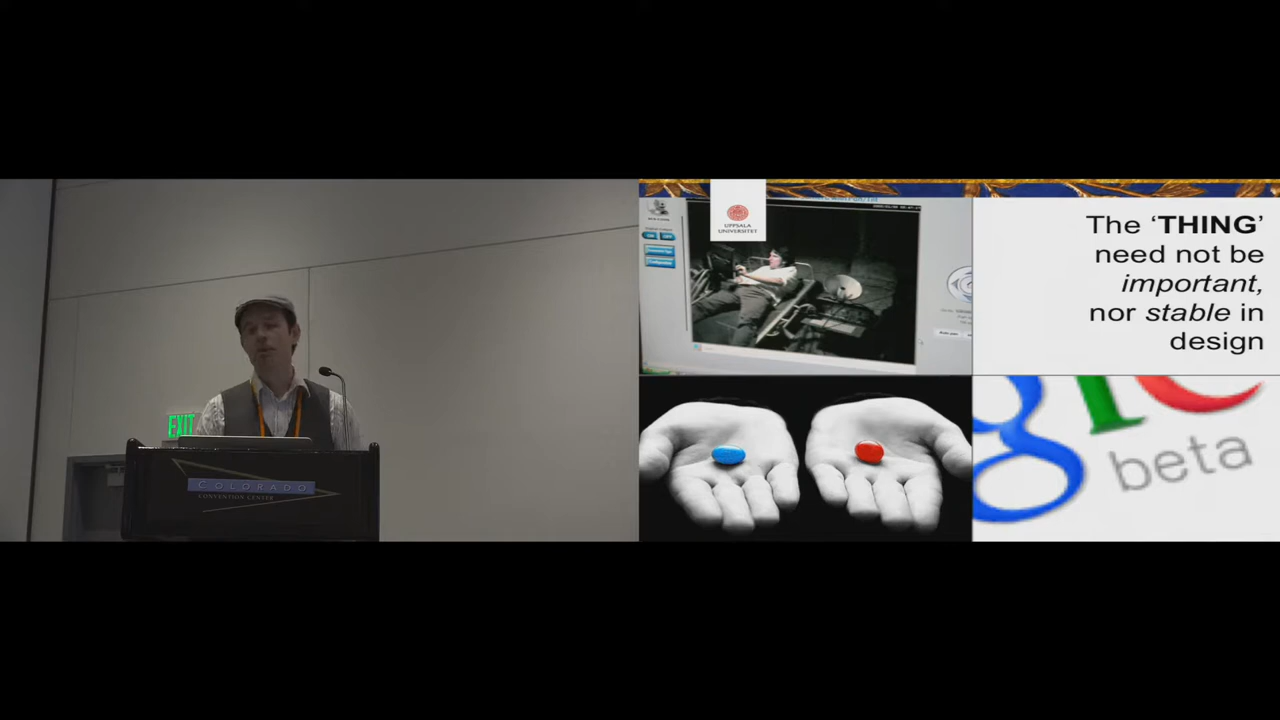 EXIT
COLORADO
CONVENTION CENTER
UPPSALA
UNIVERSITET
The ‘THING’
need not be
important,
nor stable in
design
beta